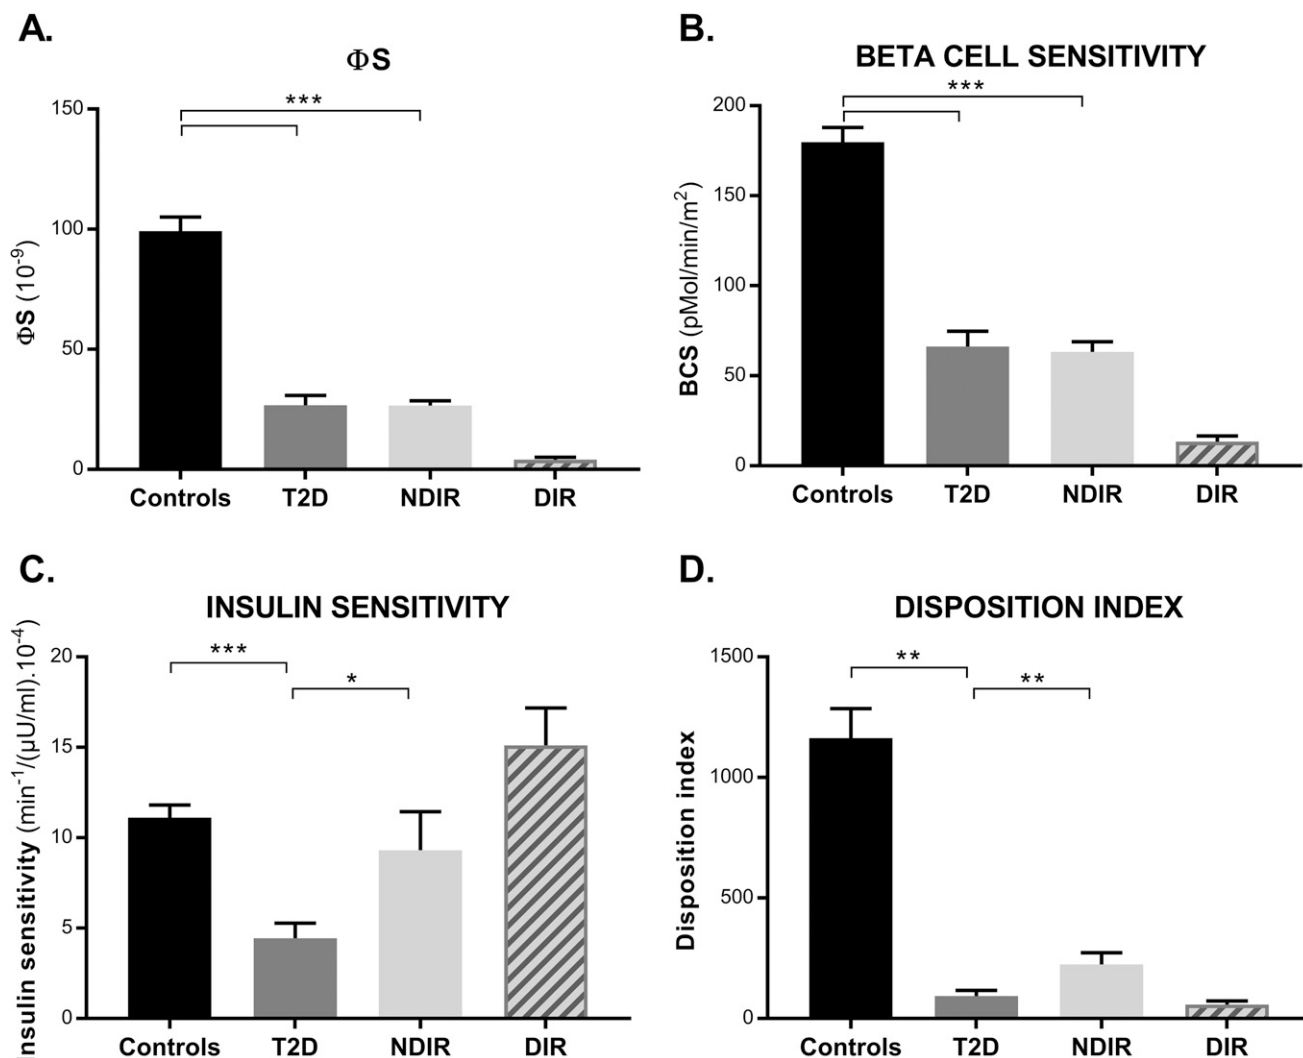 A.
ΦS
***
150
100
50
0
ΦS (10-9)
Controls T2D NDIR DIR
B.
BETA CELL SENSITIVITY
***
200
150
100
50
0
BCS (pMol/min/m2)
Controls T2D NDIR DIR
C.
INSULIN SENSITIVITY
***
*
20
15
10
5
0
Insulin sensitivity (min-1/(µU/ml).10-4)
Controls T2D NDIR DIR
D.
DISPOSITION INDEX
**
**
1500
1000
500
0
Disposition index
Controls T2D NDIR DIR